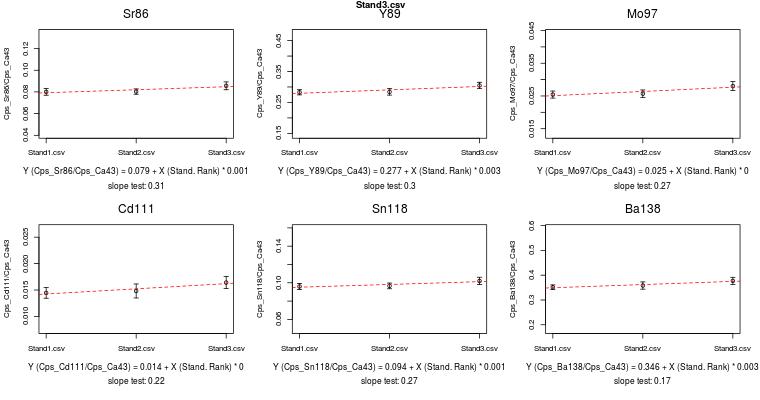 Stand3.csv
Sr86
Cps_Sr86/Cps_Ca43
0.04 0.06 0.08 0.10 0.12
Stand1.csv Stand2.csv Stand3.csv
Y (Cps_Sr86/Cps_Ca43) = 0.079 + X (Stand. Rank) * 0.001
slope test: 0.31
Y89
Cps_Y89/Cps_Ca43
0.15 0.25 0.35 0.45
Stand1.csv Stand2.csv Stand3.csv
Y (Cps_Y89/Cps_Ca43) = 0.277 + X (Stand. Rank) * 0.003
slope test: 0.3
Mo97
Cps_Mo97/Cps_Ca43
0.015 0.025 0.035 0.045
Stand1.csv Stand2.csv Stand3.csv
Y (Cps_Mo97/Cps_Ca43) = 0.025 + X (Stand. Rank) * 0
slope test: 0.27
Cd111
Cps_Cd111/Cps_Ca43
0.010 0.015 0.020 0.025
Stand1.csv Stand2.csv Stand3.csv
Y (Cps_Cd111/Cps_Ca43) = 0.014 + X (Stand. Rank) * 0
slope test: 0.22
Sn118
Cps_Sn118/Cps_Ca43
0.06 0.10 0.14
Stand1.csv Stand2.csv Stand3.csv
Y (Cps_Sn118/Cps_Ca43) = 0.094 + X (Stand. Rank) * 0.001
slope test: 0.27
Ba138
Cps_Ba138/Cps_Ca43
0.2 0.3 0.4 0.5 0.6
Stand1.csv Stand2.csv Stand3.csv
Y (Cps_Ba138/Cps_Ca43) = 0.346 + X (Stand. Rank) * 0.003
slope test: 0.17